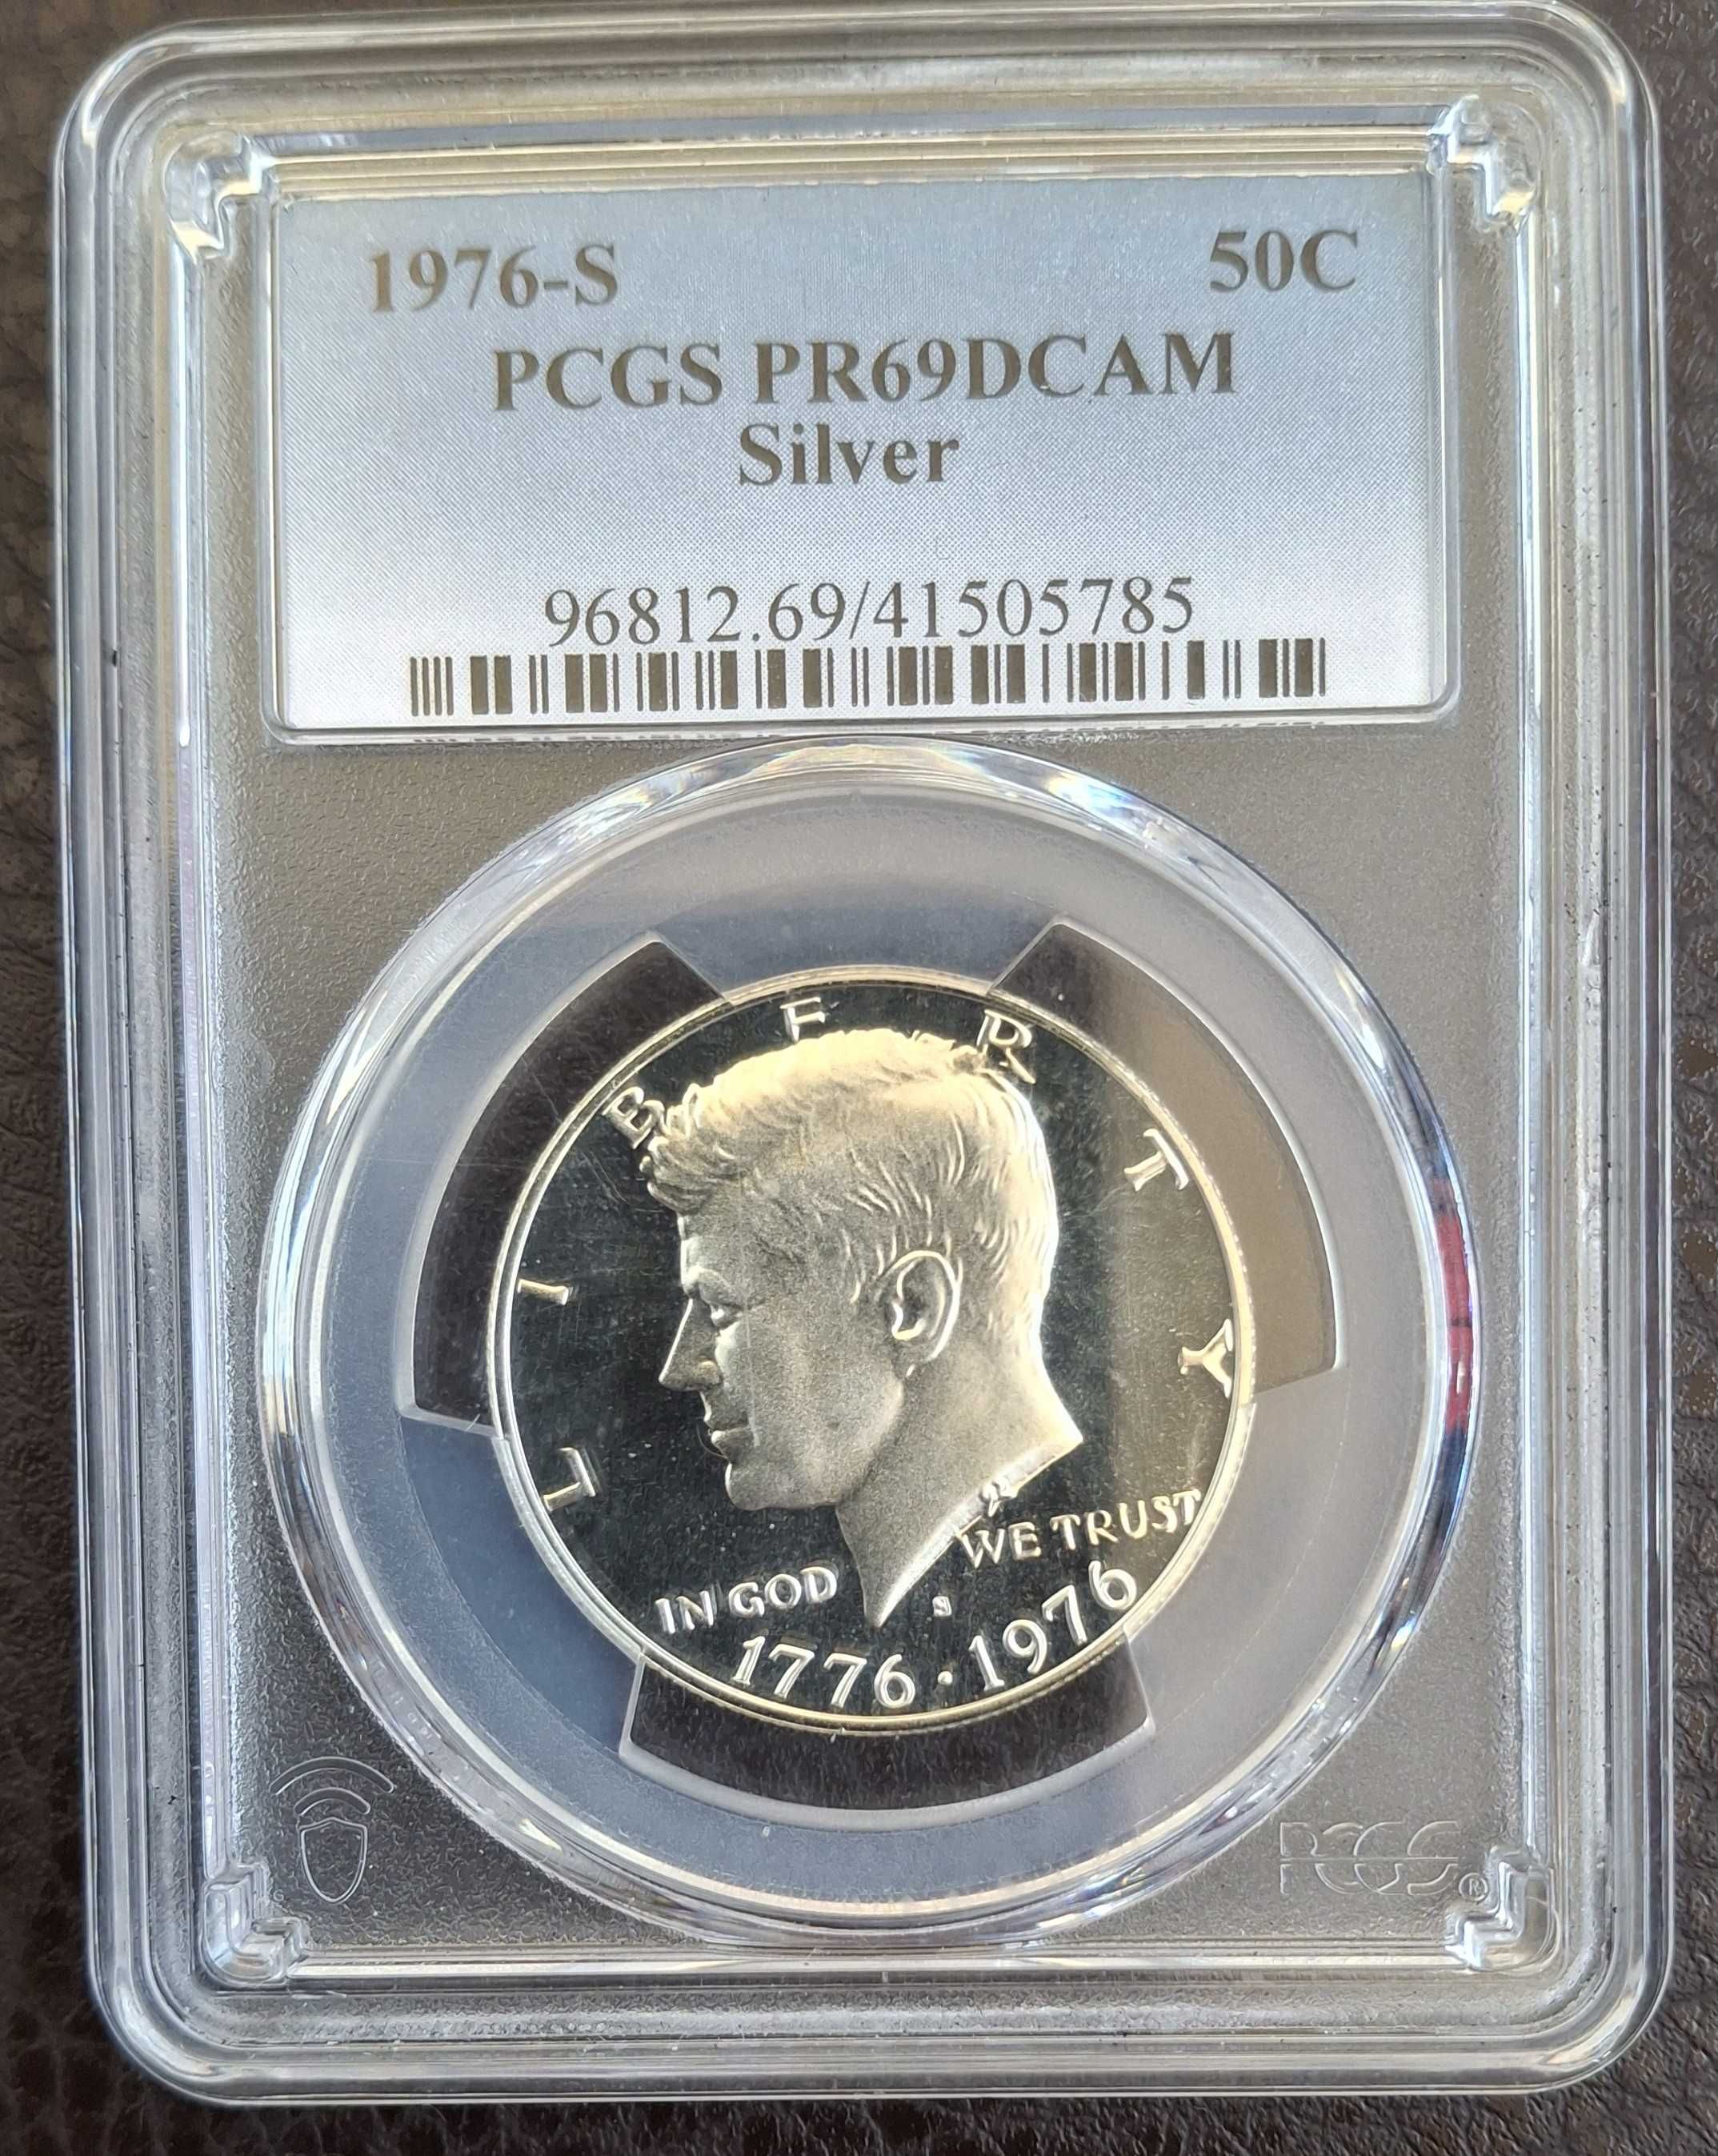 1976-S 50C
PCGS PR69DCAM
Silver
96812.69/41505785
LIBERTY
IN GOD WE TRUST
S
1776·1976
PCGS®